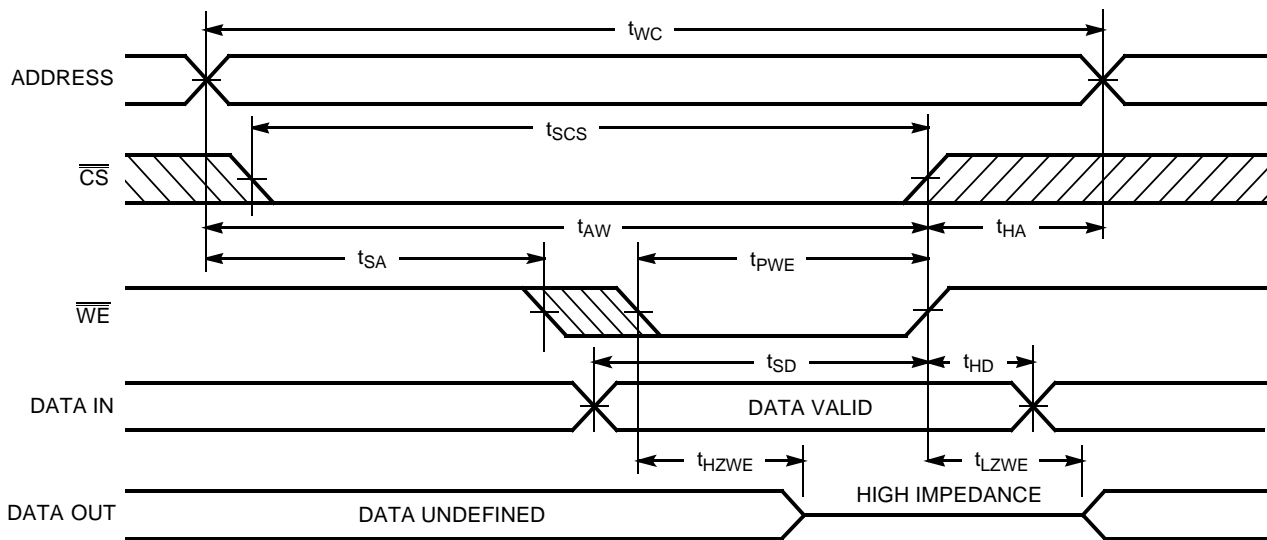 tWC
ADDRESS
tSCS
CS
tAW
tHA
tSA
tPWE
WE
tSD
tHD
DATA IN
DATA VALID
tHZWE
tLZWE
HIGH IMPEDANCE
DATA OUT
DATA UNDEFINED